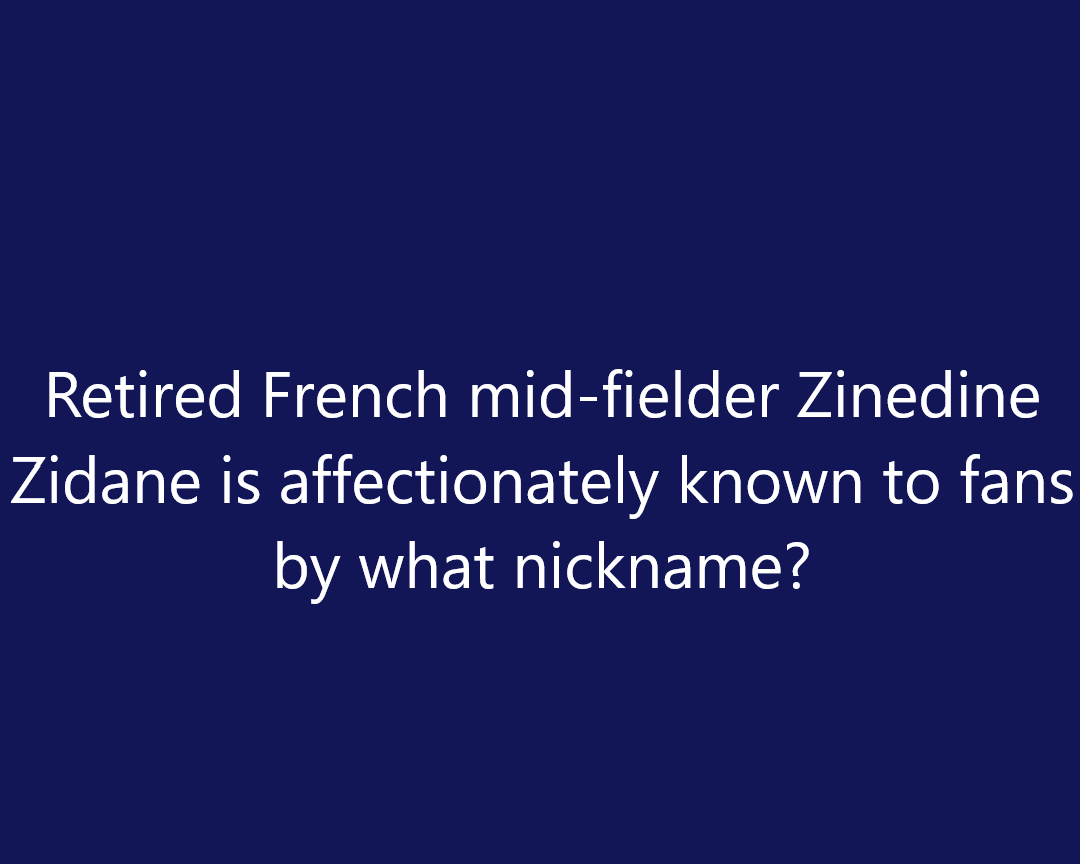 Retired French mid-fielder Zinedine
Zidane is affectionately known to fans
by what nickname?